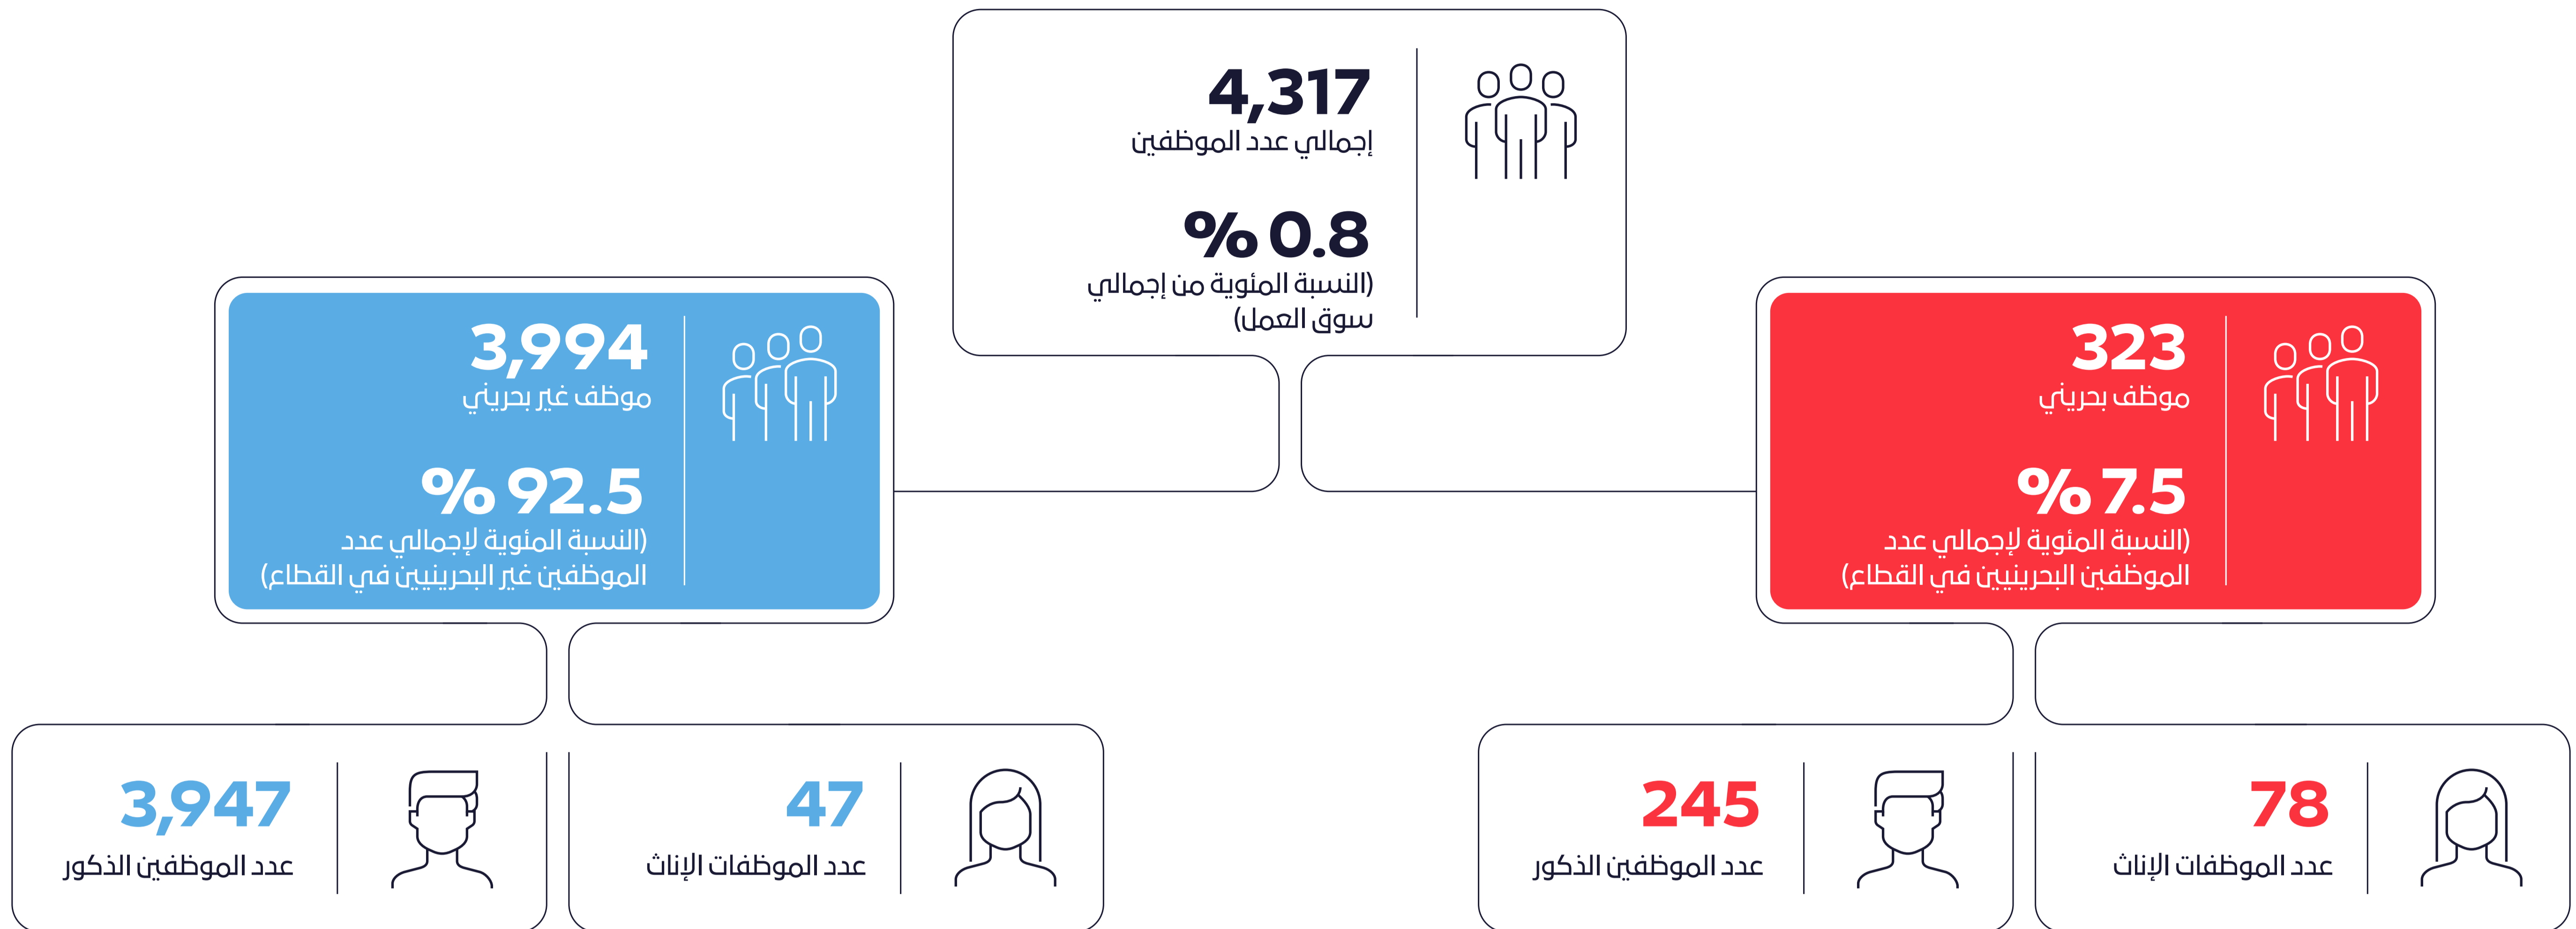 4,317
إجمالي عدد الموظفين
% 0.8
(النسبة المئوية من إجمالي
سوق العمل)
323
موظف بحريني
% 7.5
(النسبة المئوية لإجمالي عدد
الموظفين البحرينيين في القطاع)
3,994
موظف غير بحريني
% 92.5
(النسبة المئوية لإجمالي عدد
الموظفين غير البحرينيين في القطاع)
78
عدد الموظفات الإناث
245
عدد الموظفين الذكور
47
عدد الموظفات الإناث
3,947
عدد الموظفين الذكور